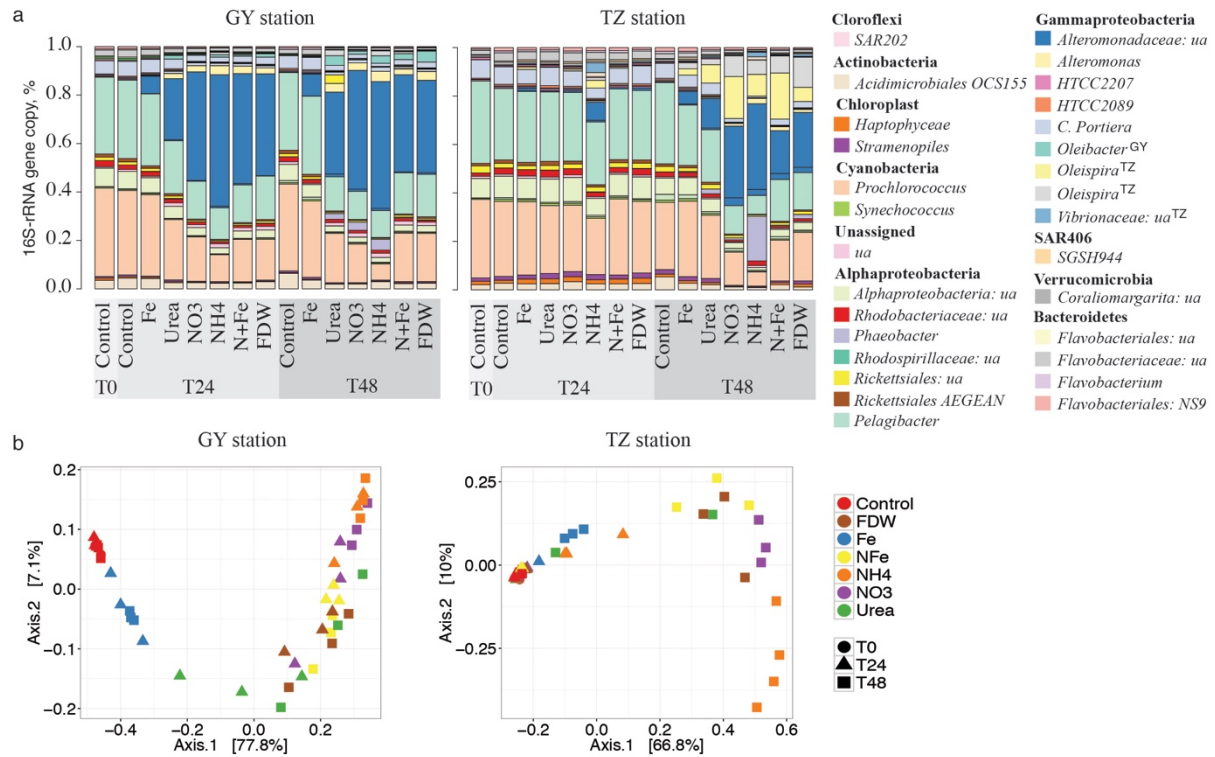 a
GY station
TZ station
16S-rRNA gene copy, %
1.0
0.8
0.6
0.4
0.2
0.0
Control
Control
Fe
Urea
NO3
NH4
N+Fe
FDW
Control
Fe
Urea
NO3
NH4
N+Fe
FDW
T0
T24
T48
Control
Control
Fe
Urea
NO3
NH4
N+Fe
FDW
Control
Fe
Urea
NO3
NH4
N+Fe
FDW
T0
T24
T48
Cloroflexi
SAR202
Actinobacteria
Acidimicrobiales OCS155
Chloroplast
Haptophyceae
Stramenopiles
Cyanobacteria
Prochlorococcus
Synechococcus
Unassigned
ua
Alphaproteobacteria
Alphaproteobacteria: ua
Rhodobacteriaceae: ua
Phaeobacter
Rhodospirillaceae: ua
Rickettsiales: ua
Rickettsiales AEGEAN
Pelagibacter
Gammaproteobacteria
Alteromonadaceae: ua
Alteromonas
HTCC2207
HTCC2089
C. Portiera
Oleibacter GY
Oleispira TZ
Oleispira TZ
Vibrionaceae: ua TZ
SAR406
SGSH944
Verrucomicrobia
Coraliomargarita: ua
Bacteroidetes
Flavobacteriales: ua
Flavobacteriaceae: ua
Flavobacterium
Flavobacteriales: NS9
b
GY station
TZ station
Axis.2 [7.1%]
0.2
0.1
0.0
−0.1
−0.2
−0.4
−0.2
0.0
0.2
Axis.1 [77.8%]
Axis.2 [10%]
0.25
0.00
−0.25
−0.2
0.0
0.2
0.4
0.6
Axis.1 [66.8%]
Control
FDW
Fe
NFe
NH4
NO3
Urea
T0
T24
T48